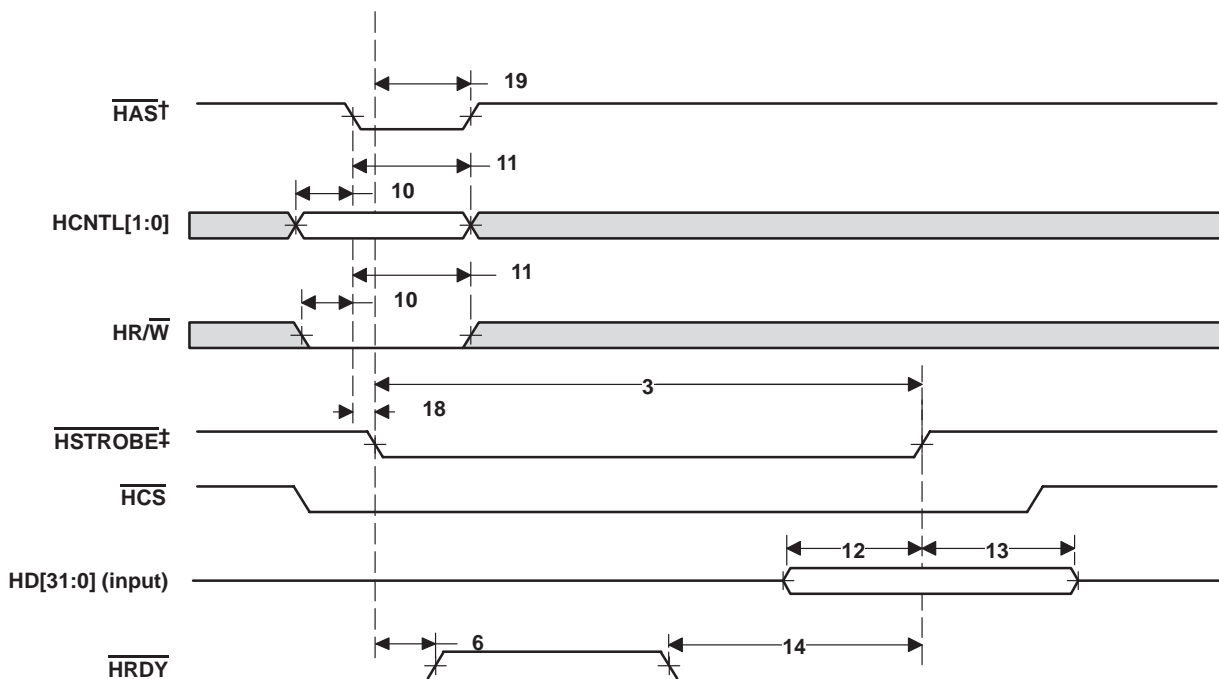 19
HAS†
11
10
HCNTL[1:0]
11
10
HR/W
3
18
HSTROBE‡
HCS
12
13
HD[31:0] (input)
6
14
HRDY